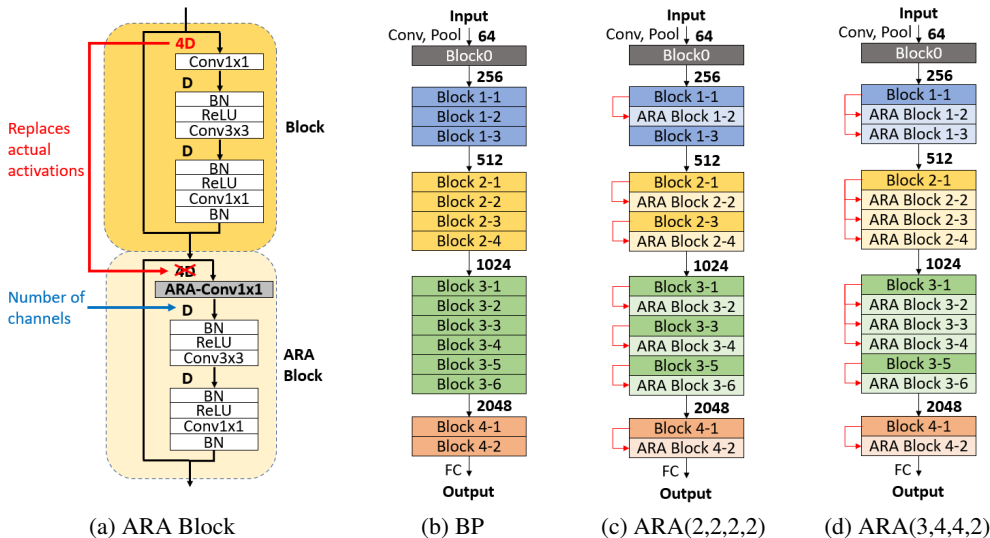 4D
Conv1x1
D
BN
ReLU
Conv3x3
D
BN
ReLU
Conv1x1
BN
Block
Replaces
actual
activations
4D
ARA-Conv1x1
Number of
channels
D
BN
ReLU
Conv3x3
D
BN
ReLU
Conv1x1
BN
ARA
Block
(a) ARA Block
Input
Conv, Pool
64
Block0
256
Block 1-1
Block 1-2
Block 1-3
512
Block 2-1
Block 2-2
Block 2-3
Block 2-4
1024
Block 3-1
Block 3-2
Block 3-3
Block 3-4
Block 3-5
Block 3-6
2048
Block 4-1
Block 4-2
FC
Output
(b) BP
Input
Conv, Pool
64
Block0
256
Block 1-1
ARA Block 1-2
Block 1-3
512
Block 2-1
ARA Block 2-2
Block 2-3
ARA Block 2-4
1024
Block 3-1
ARA Block 3-2
Block 3-3
ARA Block 3-4
Block 3-5
ARA Block 3-6
2048
Block 4-1
ARA Block 4-2
FC
Output
(c) ARA(2,2,2,2)
Input
Conv, Pool
64
Block0
256
Block 1-1
ARA Block 1-2
ARA Block 1-3
512
Block 2-1
ARA Block 2-2
ARA Block 2-3
ARA Block 2-4
1024
Block 3-1
ARA Block 3-2
ARA Block 3-3
ARA Block 3-4
Block 3-5
ARA Block 3-6
2048
Block 4-1
ARA Block 4-2
FC
Output
(d) ARA(3,4,4,2)